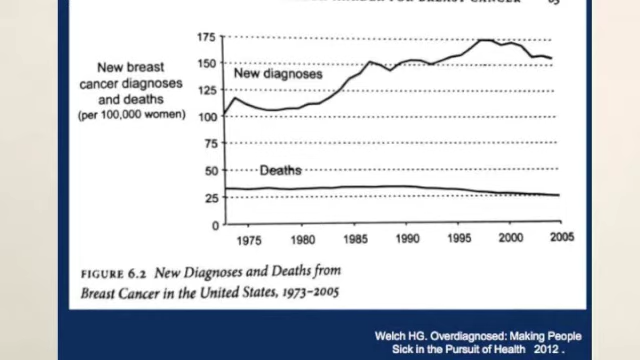 BREAST CANCER
175
150
125
100
75
50
25
0
New breast
cancer diagnoses
and deaths
(per 100,000 women)
New diagnoses
Deaths
1975 1980 1985 1990 1995 2000 2005
FIGURE 6.2 New Diagnoses and Deaths from
Breast Cancer in the United States, 1973–2005
Welch HG. Overdiagnosed: Making People
Sick in the Pursuit of Health 2012 .